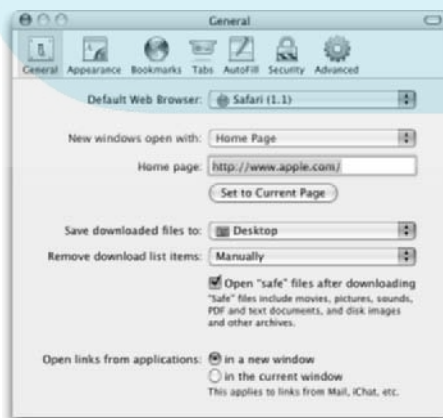 General
General Appearance Bookmarks Tabs AutoFill Security Advanced
Default Web Browser: Safari (1.1)
New windows open with: Home Page
Home page: http://www.apple.com/
Set to Current Page
Save downloaded files to: Desktop
Remove download list items: Manually
Open "safe" files after downloading
"Safe" files include movies, pictures, sounds,
PDF and text documents, and disk images
and other archives.
Open links from applications: in a new window
in the current window
This applies to links from Mail, iChat, etc.